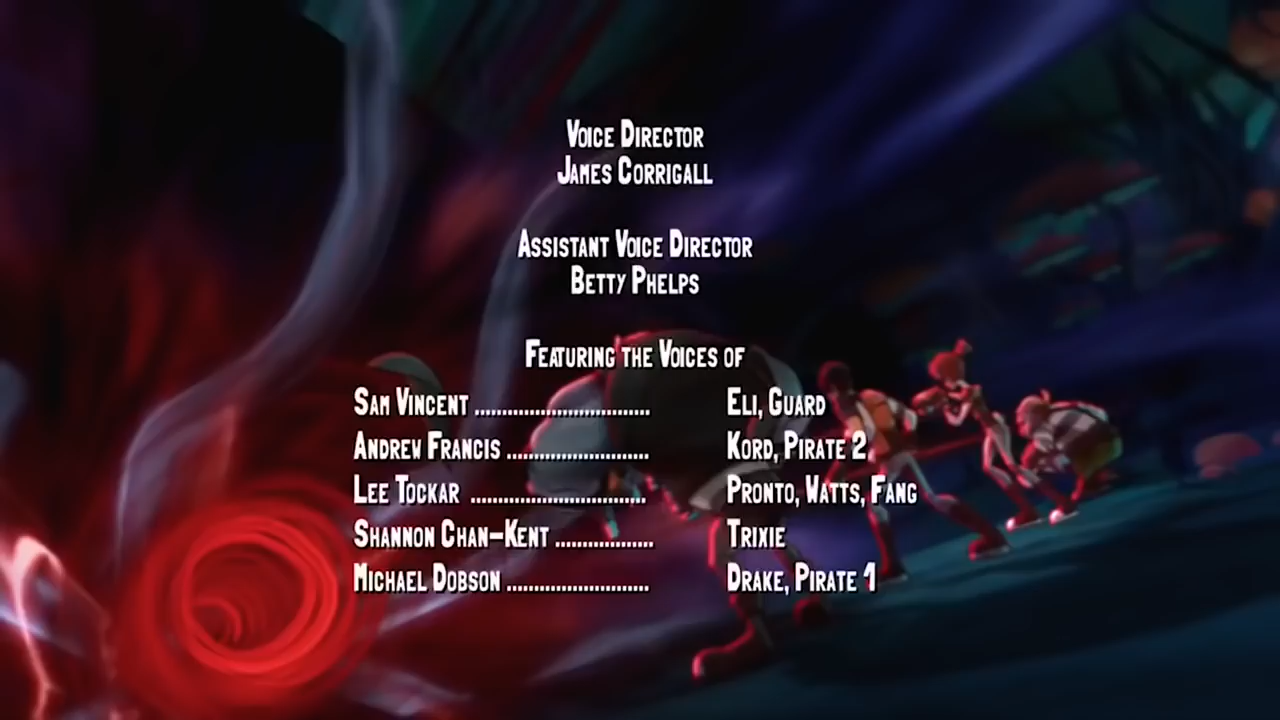 Voice Director
James Corrigall
Assistant Voice Director
Betty Phelps
Featuring the Voices of
Sam Vincent ................................ Eli, Guard
Andrew Francis ......................... Kord, Pirate 2
Lee Tockar ............................... Pronto, Watts, Fang
Shannon Chan-Kent .................. Trixie
Michael Dobson ......................... Drake, Pirate 1